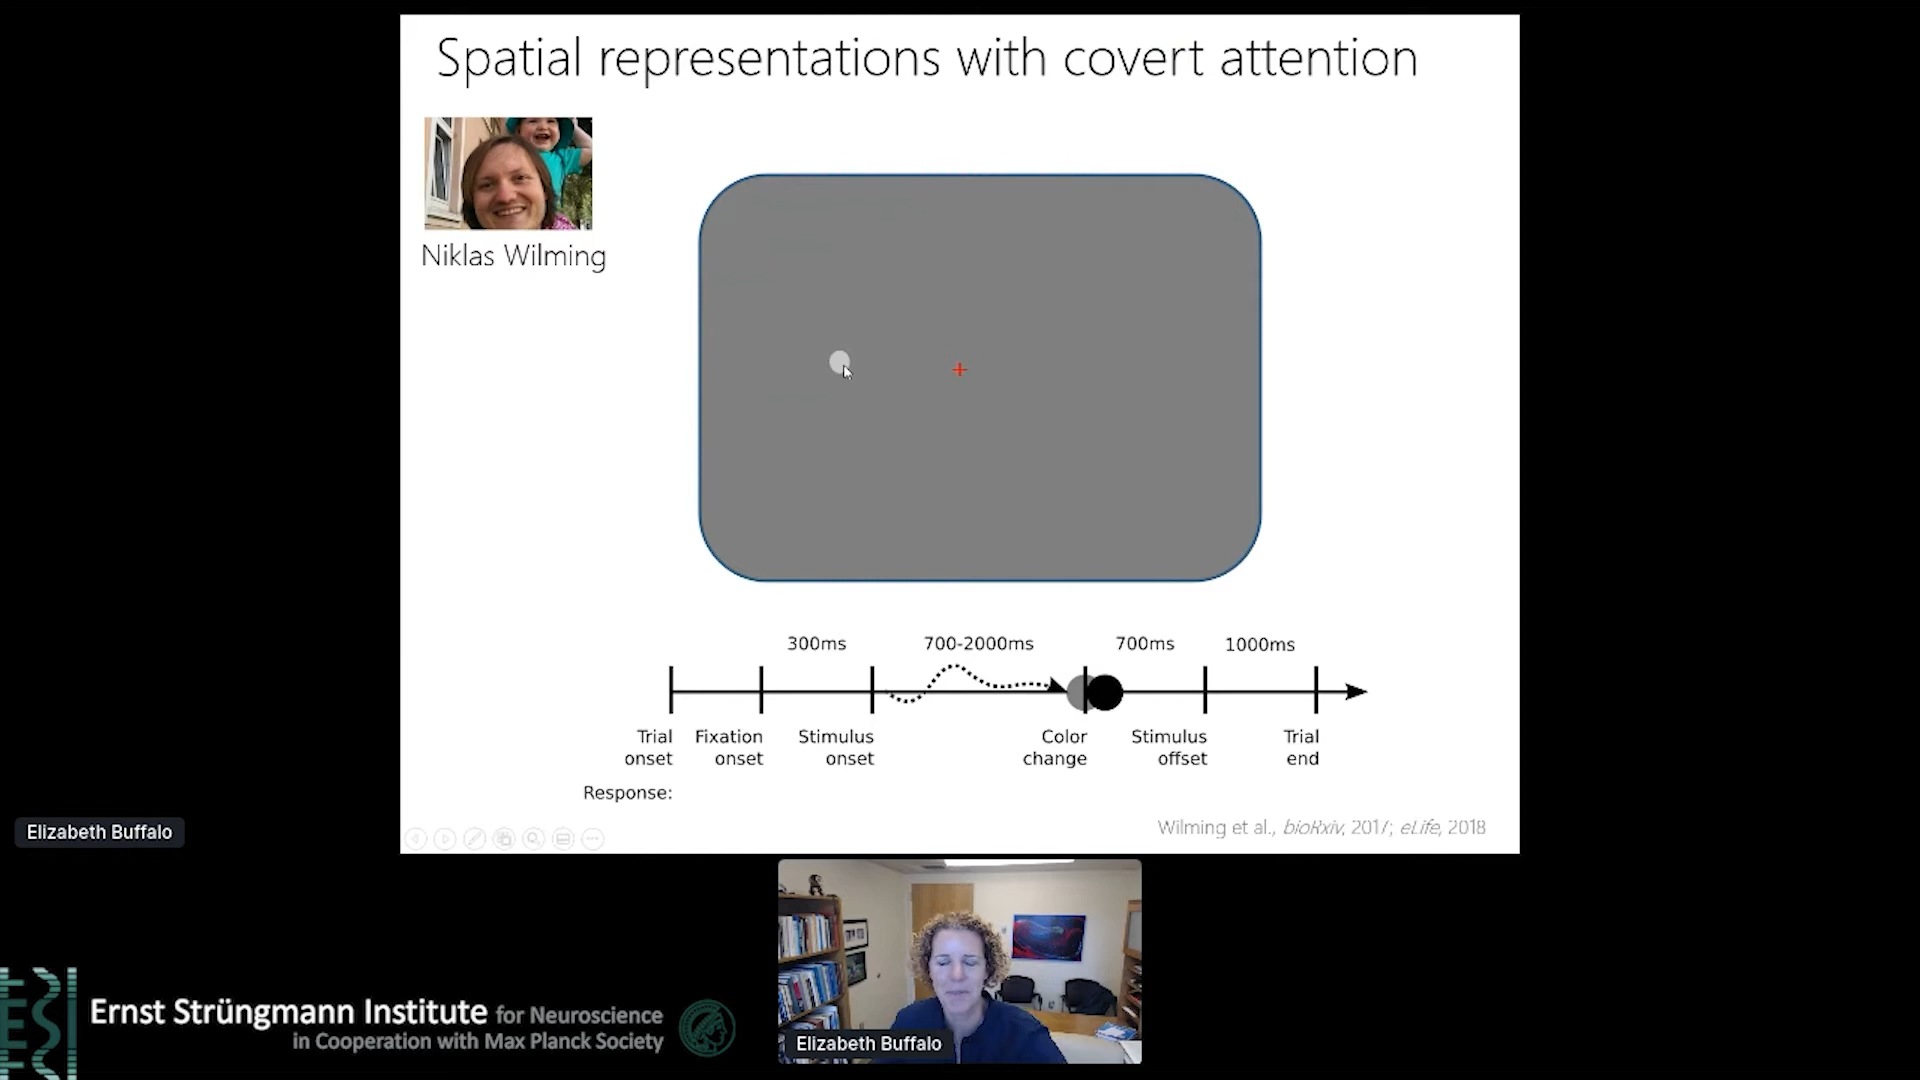 Spatial representations with covert attention
Niklas Wilming
300ms
700-2000ms
700ms
1000ms
Trial
onset
Fixation
onset
Stimulus
onset
Color
change
Stimulus
offset
Trial
end
Response:
Wilming et al., bioRxiv, 2017; eLife, 2018
Elizabeth Buffalo
ESI
Ernst Strüngmann Institute for Neuroscience
in Cooperation with Max Planck Society
Elizabeth Buffalo